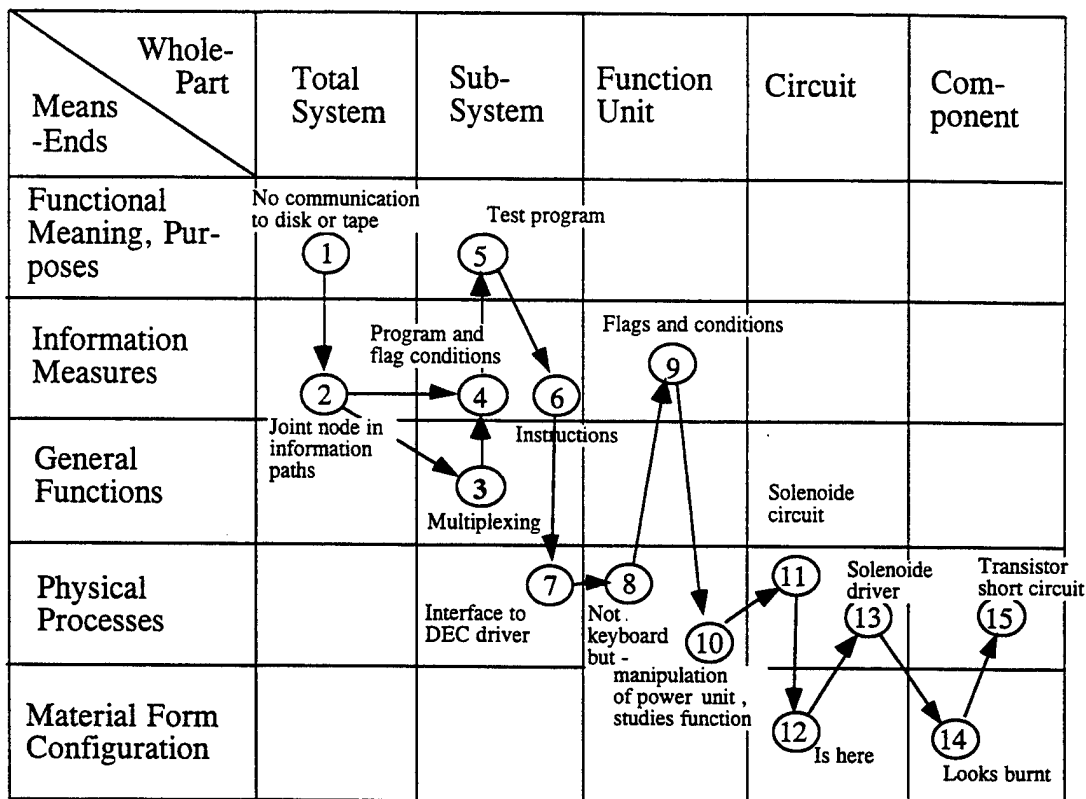 Whole-
Part
Means
-Ends
Total
System
Sub-
System
Function
Unit
Circuit
Com-
ponent
Functional
Meaning, Pur-
poses
No communication
to disk or tape
1
Test program
5
Information
Measures
Program and
flag conditions
Flags and conditions
9
2
4
6
Joint node in
information
paths
Instructions
General
Functions
3
Multiplexing
Solenoide
circuit
Physical
Processes
7
8
11
Solenoide
driver
13
Transistor
short circuit
15
Interface to
DEC driver
Not
keyboard
but -
10
manipulation
of power unit ,
studies function
Material Form
Configuration
12
Is here
14
Looks burnt